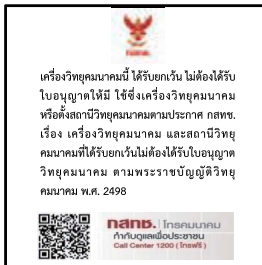 กสทช.
เครื่องวิทยุคมนาคมนี้ ได้รับยกเว้น ไม่ต้องได้รับ
ใบอนุญาตให้มี ใช้ซึ่งเครื่องวิทยุคมนาคม
หรือตั้งสถานีวิทยุคมนาคมตามประกาศ กสทช.
เรื่อง เครื่องวิทยุคมนาคม และสถานีวิทยุ
คมนาคมที่ได้รับยกเว้นไม่ต้องได้รับใบอนุญาต
วิทยุคมนาคม ตามพระราชบัญญัติวิทยุ
คมนาคม พ.ศ. 2498
กสทช. | โทรคมนาคม
กำกับดูแลเพื่อประชาชน
Call Center 1200 (โทรฟรี)